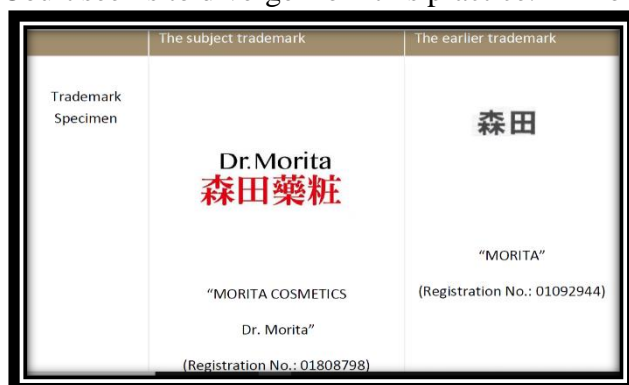 The subject trademark
The earlier trademark
Trademark
Specimen
Dr.Morita
森田藥粧
森田
"MORITA COSMETICS
Dr. Morita"
(Registration No.: 01808798)
"MORITA"
(Registration No.: 01092944)